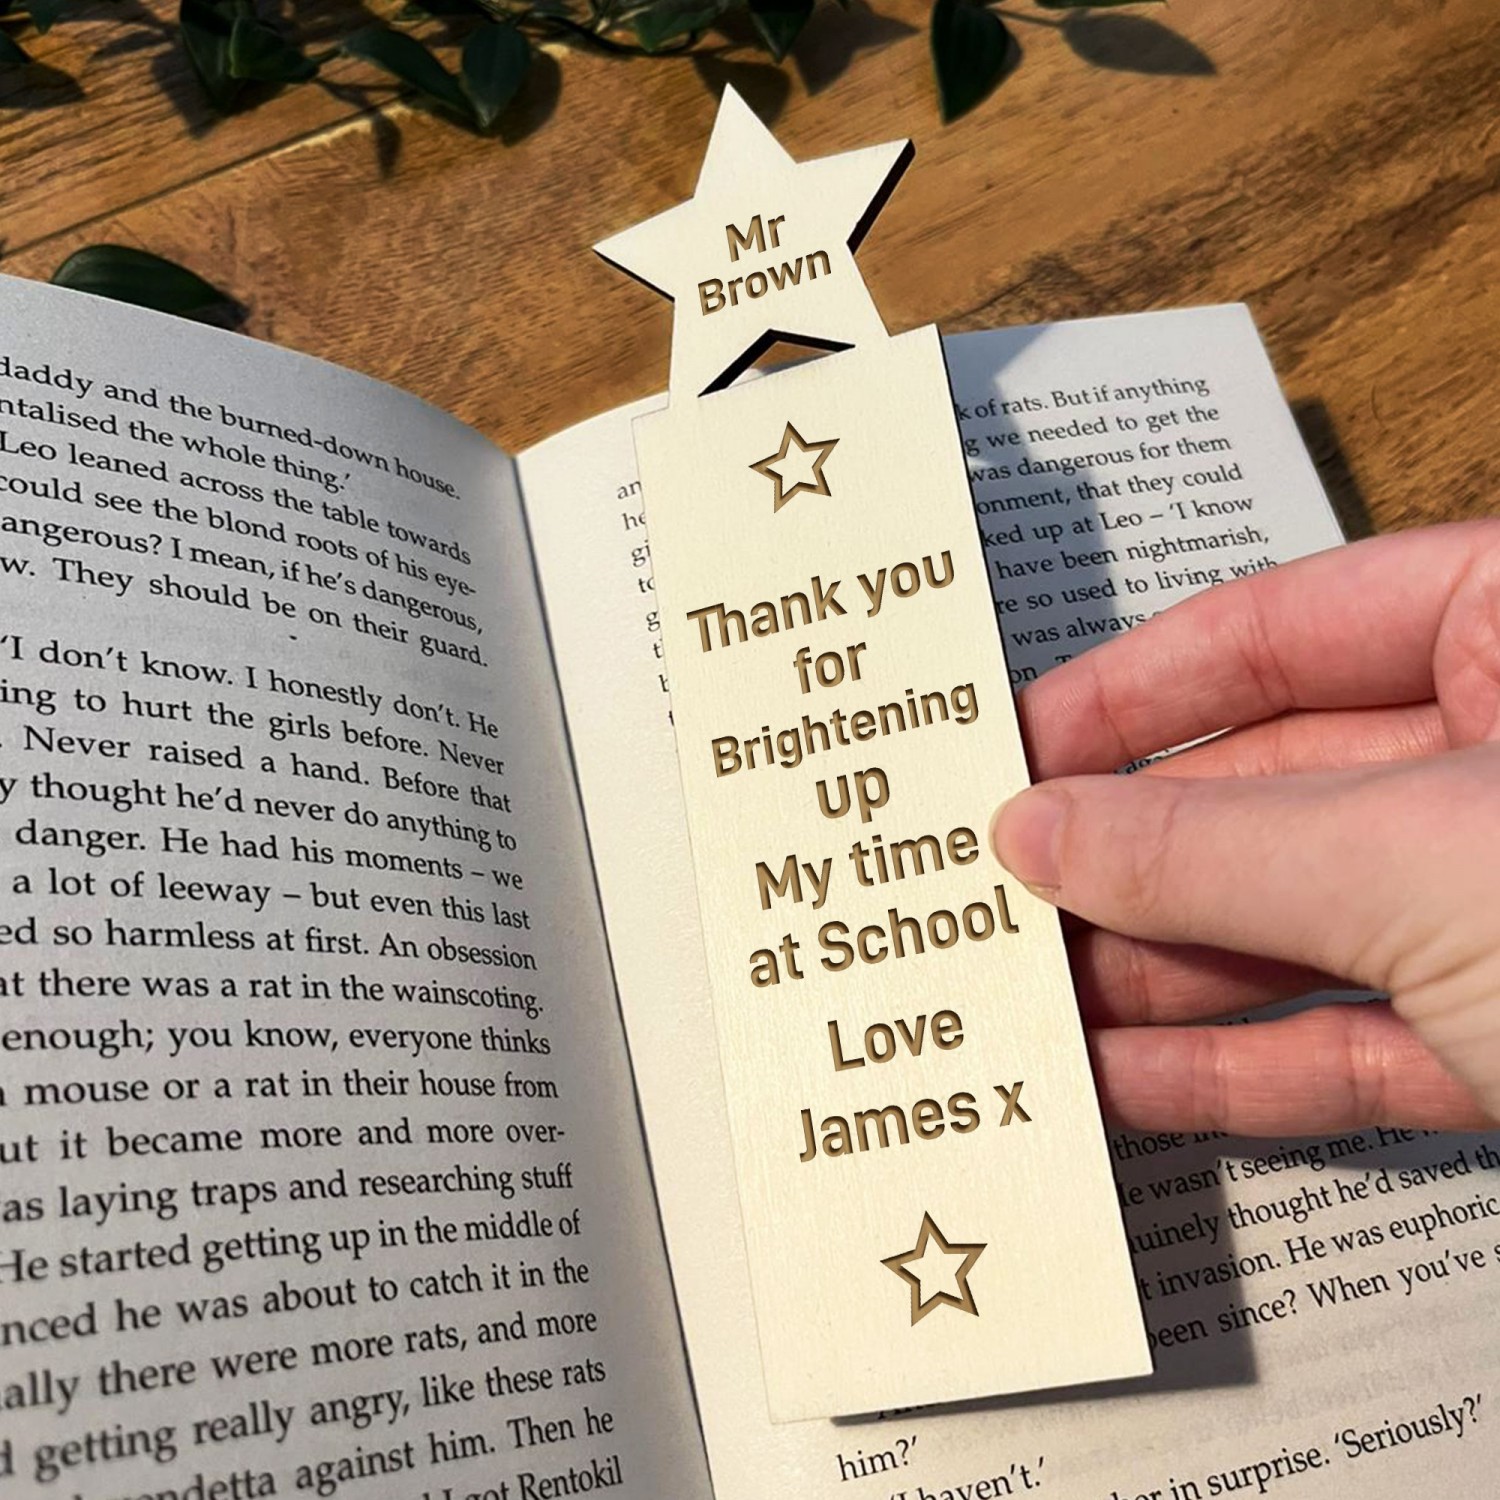 Mr
Brown
Thank you
for
Brightening
up
My time
at School
Love
James x
daddy and the burned-down house.
ntalised the whole thing.'
Leo leaned across the table towards
could see the blond roots of his eye-
angerous? I mean, if he's dangerous,
w. They should be on their guard.
'I don't know. I honestly don't. He
ing to hurt the girls before. Never
. Never raised a hand. Before that
y thought he'd never do anything to
danger. He had his moments – we
a lot of leeway – but even this last
ed so harmless at first. An obsession
at there was a rat in the wainscoting.
enough; you know, everyone thinks
mouse or a rat in their house from
ut it became more and more over-
as laying traps and researching stuff
He started getting up in the middle of
nced he was about to catch it in the
ally there were more rats, and more
d getting really angry, like these rats
against him. Then he
I got Rentokil
k of rats. But if anything
g we needed to get the
was dangerous for them
onment, that they could
ked up at Leo – 'I know
have been nightmarish,
re so used to living with
was always
those
He wasn't seeing me. He
uinely thought he'd saved th
t invasion. He was euphoric
been since? When you've s
him?'
'I haven't.'
in surprise. 'Seriously?'